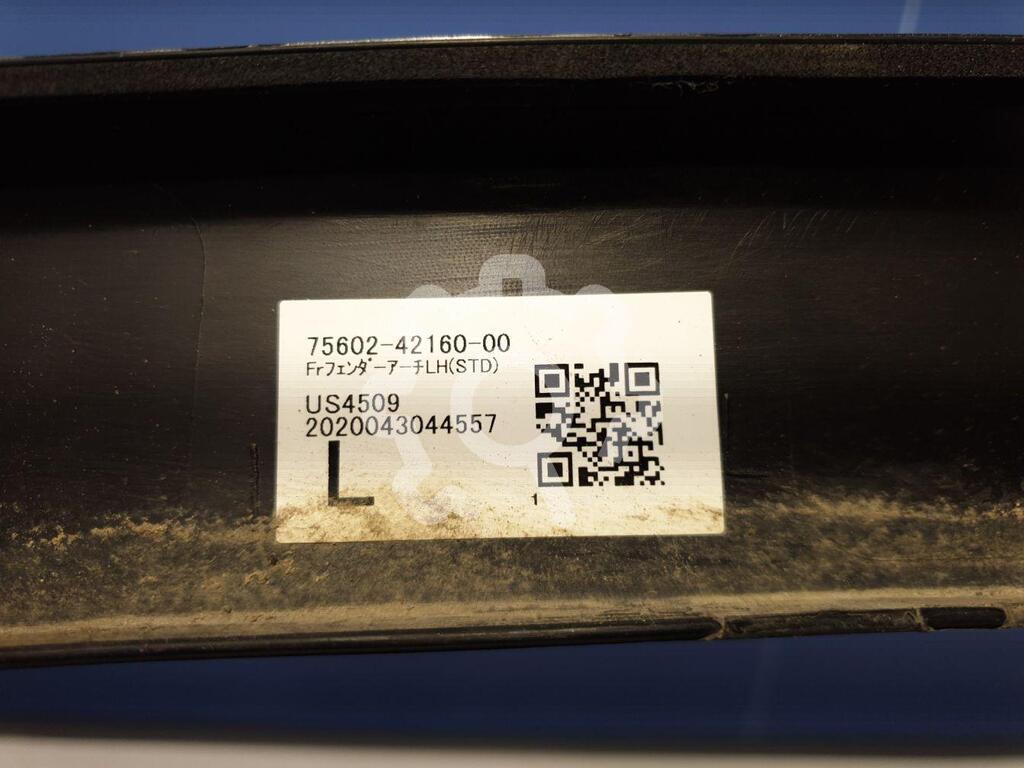 75602-42160-00
FrﾌｪﾝﾀﾞｰｱｰﾁLH(STD)
US4509
2020043044557
L
1